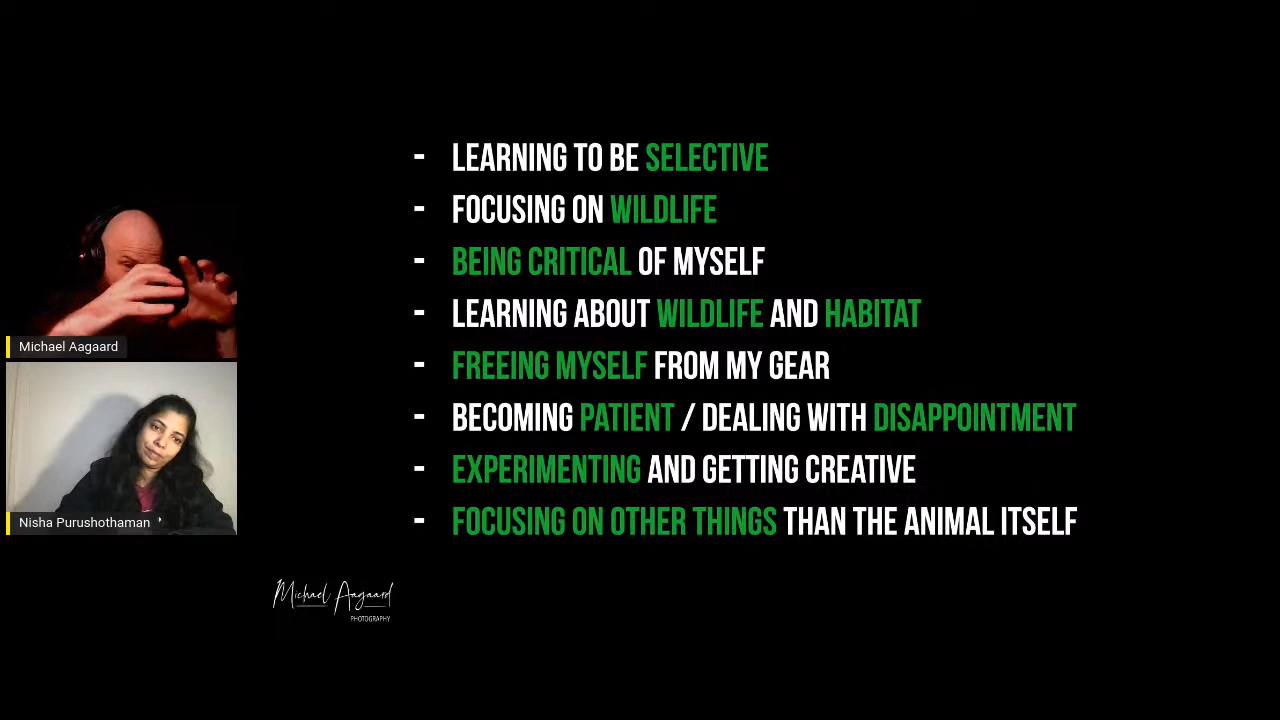 - LEARNING TO BE SELECTIVE
- FOCUSING ON WILDLIFE
- BEING CRITICAL OF MYSELF
- LEARNING ABOUT WILDLIFE AND HABITAT
- FREEING MYSELF FROM MY GEAR
- BECOMING PATIENT / DEALING WITH DISAPPOINTMENT
- EXPERIMENTING AND GETTING CREATIVE
- FOCUSING ON OTHER THINGS THAN THE ANIMAL ITSELF
Michael Aagaard
Nisha Purushothaman
Michael Aagaard
PHOTOGRAPHY